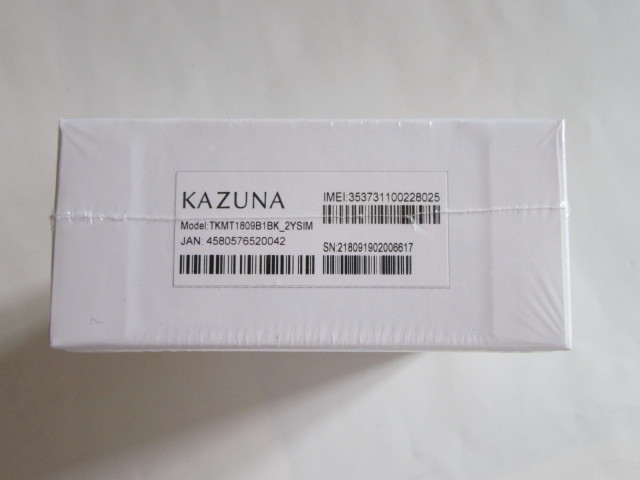 KAZUNA
Model:TKMT1809B1BK_2YSIM
JAN: 4580576520042
IMEI:353731100228025
SN:218091902006617